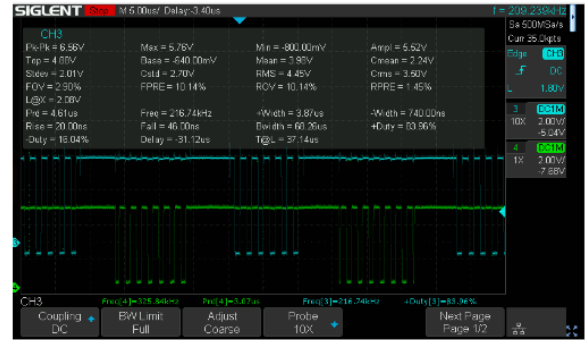 SIGLENT Stop M 5.00us/ Delay:-3.40us f = 209.239kHz
Sa 500MSa/s
Curr 35.0kpts
Edge CH3
DC
L 1.80V
3 DC1M
10X 2.00V/
-5.04V
4 DC1M
1X 2.00V/
-7.68V
CH3
Pk-Pk = 6.56V Max = 5.76V Min = -800.00mV Ampl = 5.52V
Top = 4.88V Base = -640.00mV Mean = 3.98V Cmean = 2.24V
Stdev = 2.01V Cstd = 2.70V RMS = 4.45V Crms = 3.50V
FOV = 2.90% FPRE = 10.14% ROV = 10.14% RPRE = 1.45%
L@X = 2.08V
Prd = 4.61us Freq = 216.74kHz +Width = 3.87us -Width = 740.00ns
Rise = 20.00ns Fall = 46.00ns Bwidth = 68.26us +Duty = 83.96%
-Duty = 16.04% Delay = -31.12us T@L = 37.14us
3
4
CH3 Freq[4]=325.84kHz Prd[4]=3.07us Freq[3]=216.74kHz +Duty[3]=83.96%
Coupling BW Limit Adjust Probe Next Page
DC Full Coarse 10X Page 1/2